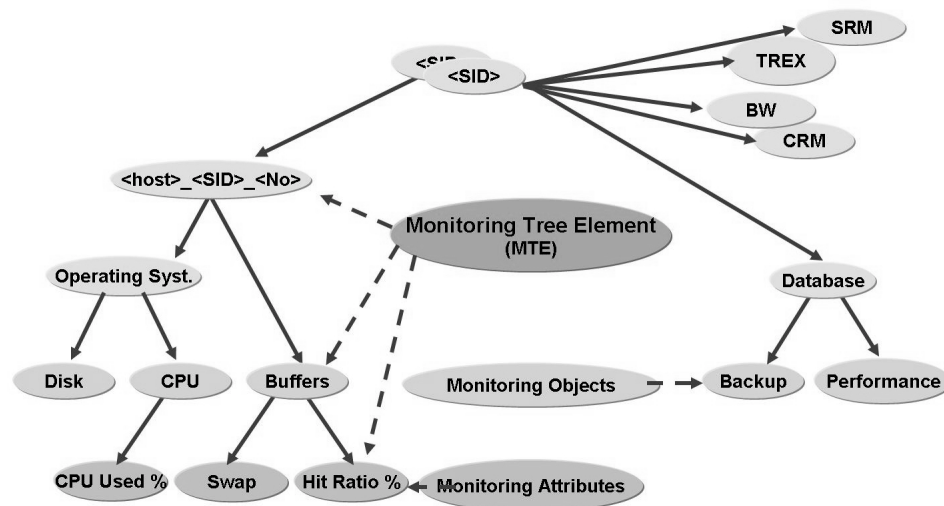 SRM
<SID>
<SID>
TREX
BW
CRM
<host>_<SID>_<No>
Monitoring Tree Element
(MTE)
Operating Syst.
Database
Disk
CPU
Buffers
Monitoring Objects
Backup
Performance
CPU Used %
Swap
Hit Ratio %
Monitoring Attributes